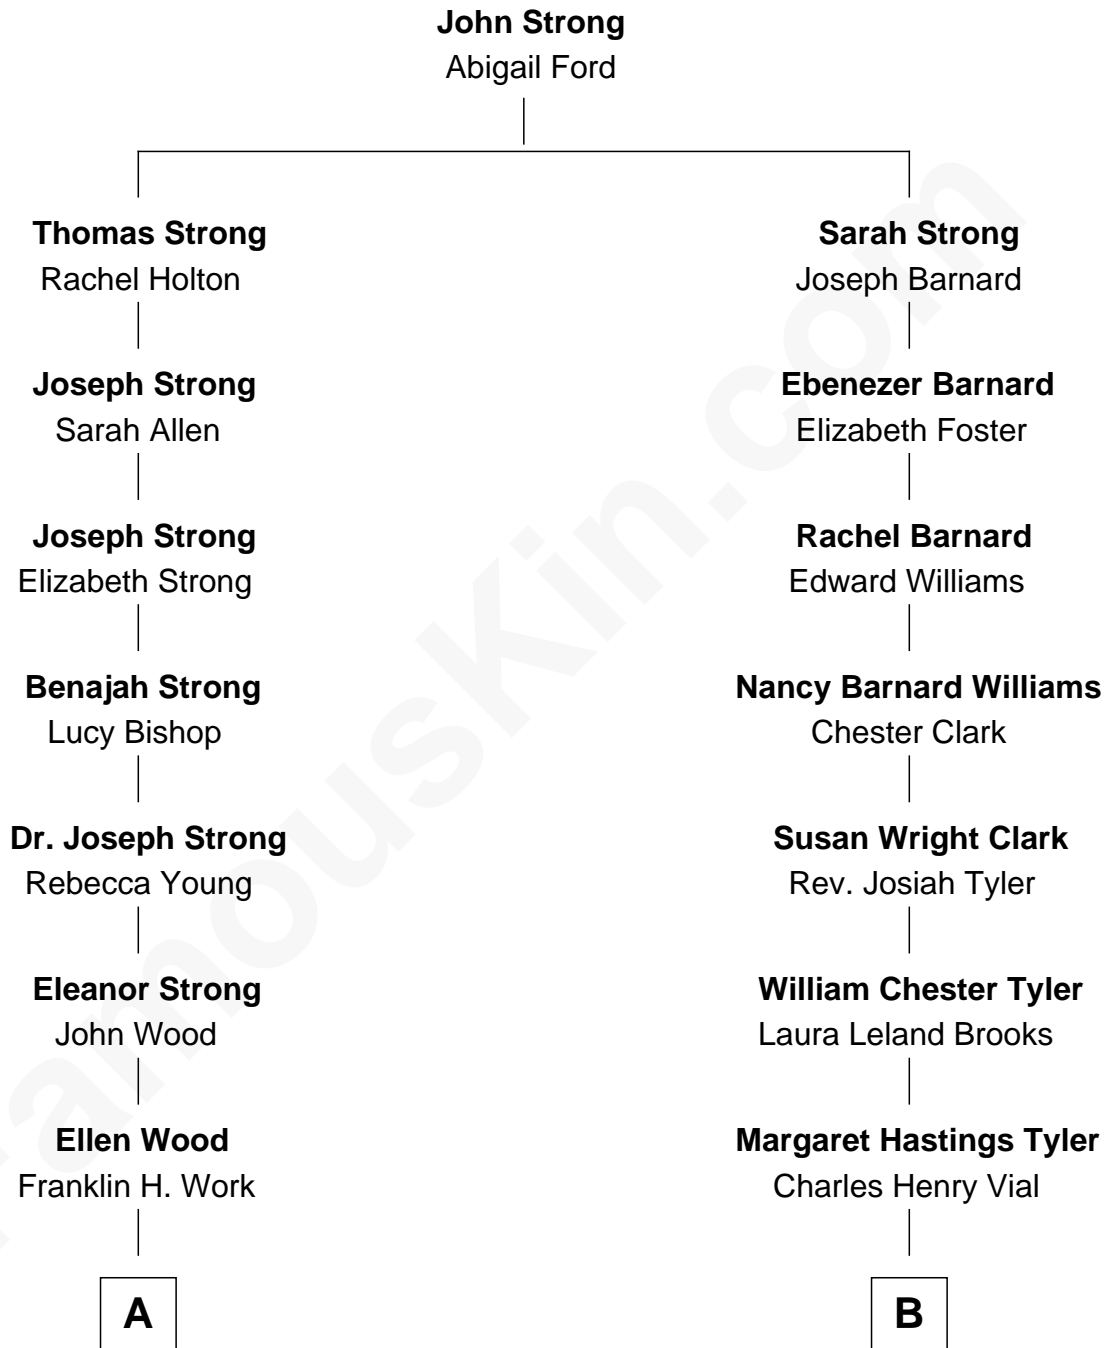 John Strong
Abigail Ford
Thomas Strong
Rachel Holton
Sarah Strong
Joseph Barnard
Joseph Strong
Sarah Allen
Ebenezer Barnard
Elizabeth Foster
Joseph Strong
Elizabeth Strong
Rachel Barnard
Edward Williams
Benajah Strong
Lucy Bishop
Nancy Barnard Williams
Chester Clark
Dr. Joseph Strong
Rebecca Young
Susan Wright Clark
Rev. Josiah Tyler
Eleanor Strong
John Wood
William Chester Tyler
Laura Leland Brooks
Ellen Wood
Franklin H. Work
Margaret Hastings Tyler
Charles Henry Vial
A
B
FamousKin.com